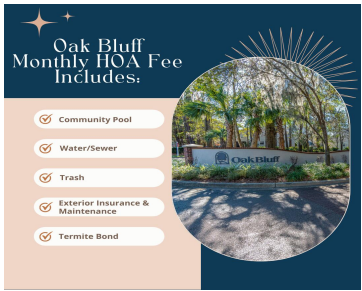 Oak Bluff
Monthly HOA Fee
Includes:
Community Pool
Water/Sewer
Trash
Exterior Insurance &
Maintenance
Termite Bond
Oak Bluff